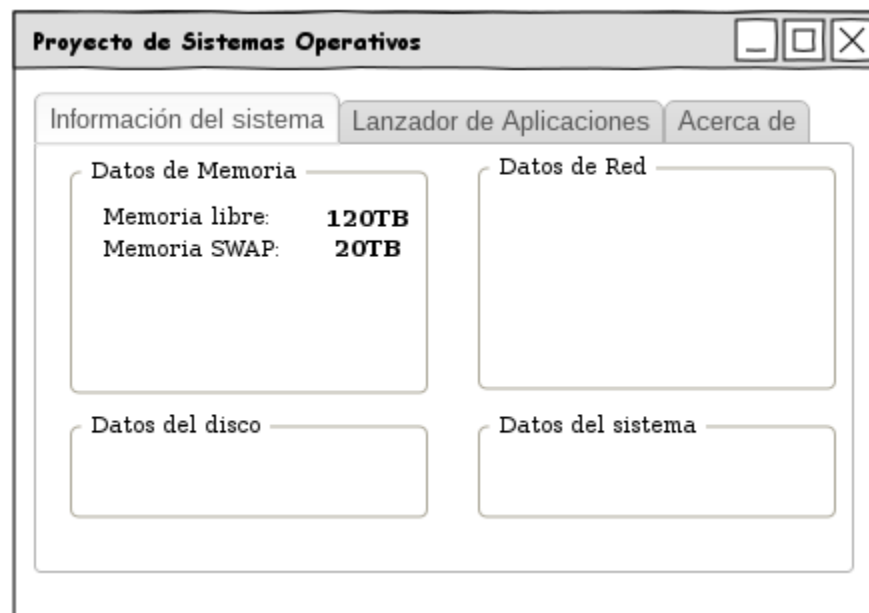 Proyecto de Sistemas Operativos
Información del sistema Lanzador de Aplicaciones Acerca de
Datos de Memoria
Memoria libre: 120TB
Memoria SWAP: 20TB
Datos de Red
Datos del disco
Datos del sistema